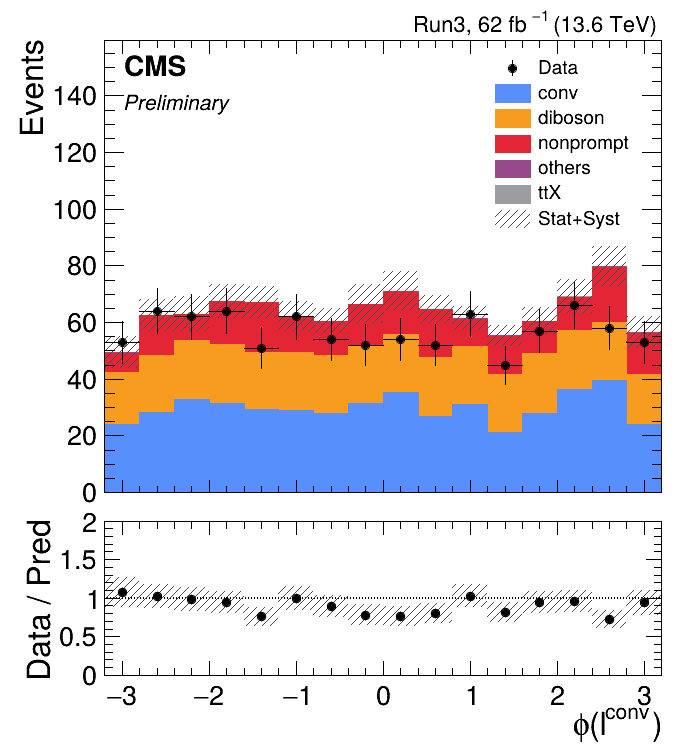 Run3, 62 fb⁻¹ (13.6 TeV)
CMS
Preliminary
Events
140
120
100
80
60
40
20
0
Data
conv
diboson
nonprompt
others
ttX
Stat+Syst
Data / Pred
2
1.5
1
0.5
0
−3 −2 −1 0 1 2 3
ϕ(l^conv)